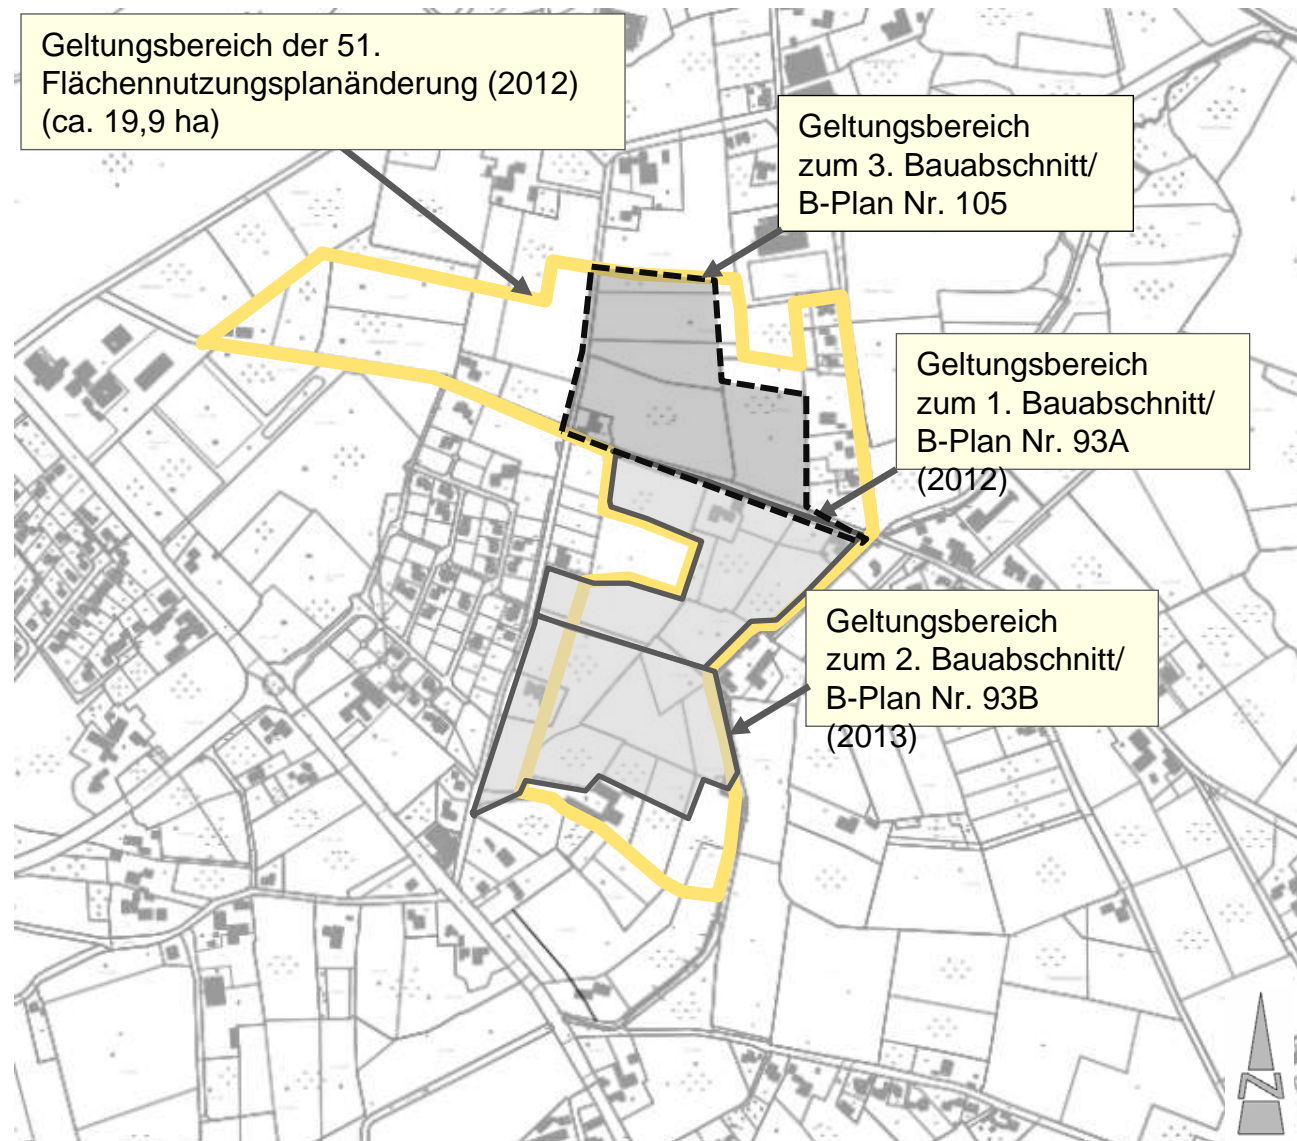 Geltungsbereich der 51.
Flächennutzungsplanänderung (2012)
(ca. 19,9 ha)
Geltungsbereich
zum 3. Bauabschnitt/
B-Plan Nr. 105
Geltungsbereich
zum 1. Bauabschnitt/
B-Plan Nr. 93A
(2012)
Geltungsbereich
zum 2. Bauabschnitt/
B-Plan Nr. 93B
(2013)
N